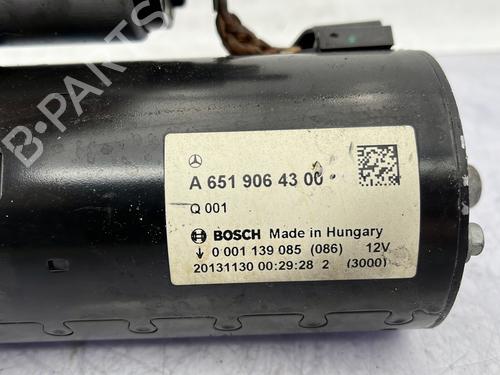 B-PARTS
A 651 906 43 00
Q 001
BOSCH Made in Hungary
0 001 139 085 (086) 12V
20131130 00:29:28 2 (3000)